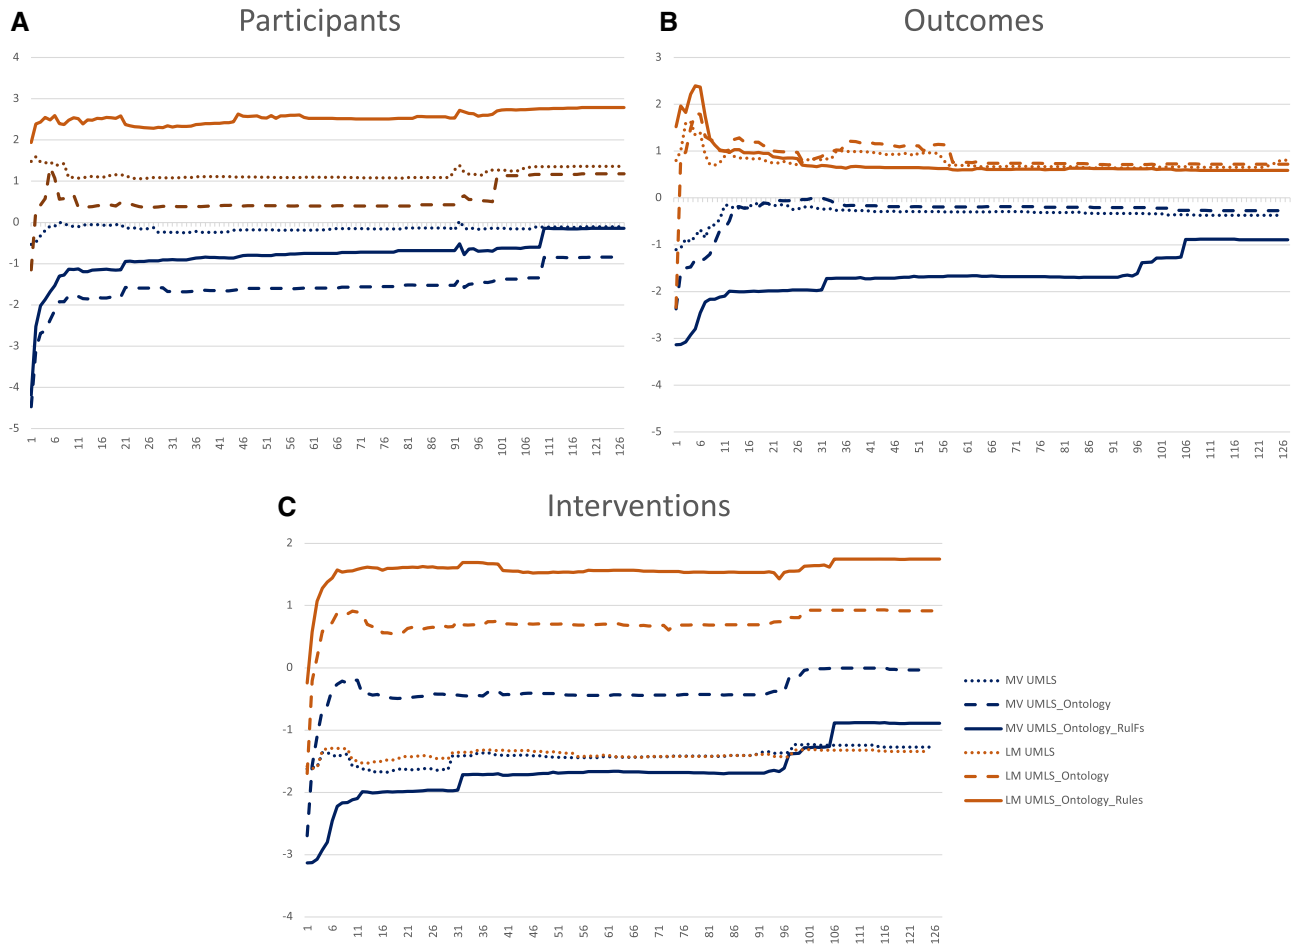 A Participants
B Outcomes
4
3
2
1
0
-1
-2
-3
-4
-5
1 6 11 16 21 26 31 36 41 46 51 56 61 66 71 76 81 86 91 96 101 106 111 116 121 126
3
2
1
0
-1
-2
-3
-4
-5
1 6 11 16 21 26 31 36 41 46 51 56 61 66 71 76 81 86 91 96 101 106 111 116 121 126
C Interventions
2
1
0
-1
-2
-3
-4
1 6 11 16 21 26 31 36 41 46 51 56 61 66 71 76 81 86 91 96 101 106 111 116 121 126
MV UMLS
MV UMLS_Ontology
MV UMLS_Ontology_RulFs
LM UMLS
LM UMLS_Ontology
LM UMLS_Ontology_Rules